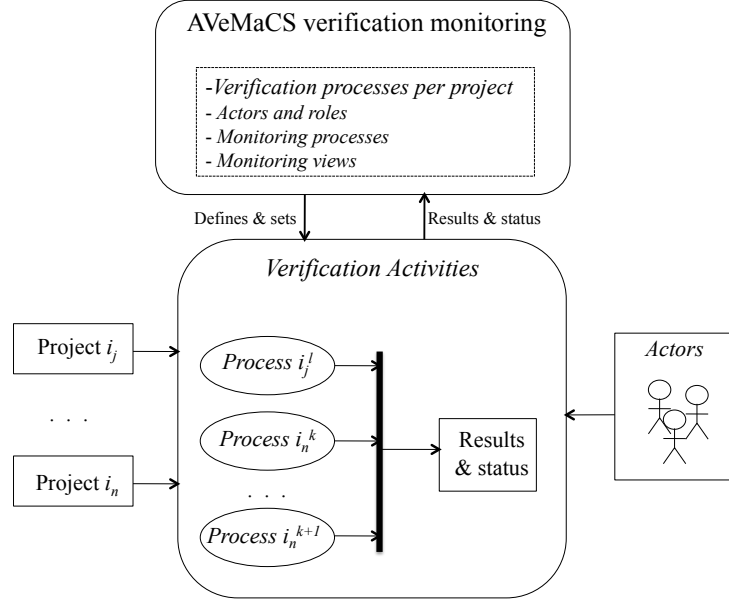 AVeMaCS verification monitoring
-Verification processes per project
- Actors and roles
- Monitoring processes
- Monitoring views
Defines & sets
Results & status
Verification Activities
Project i_j
. . .
Project i_n
Process i_j^l
Process i_n^k
. . .
Process i_n^{k+1}
Results
& status
Actors